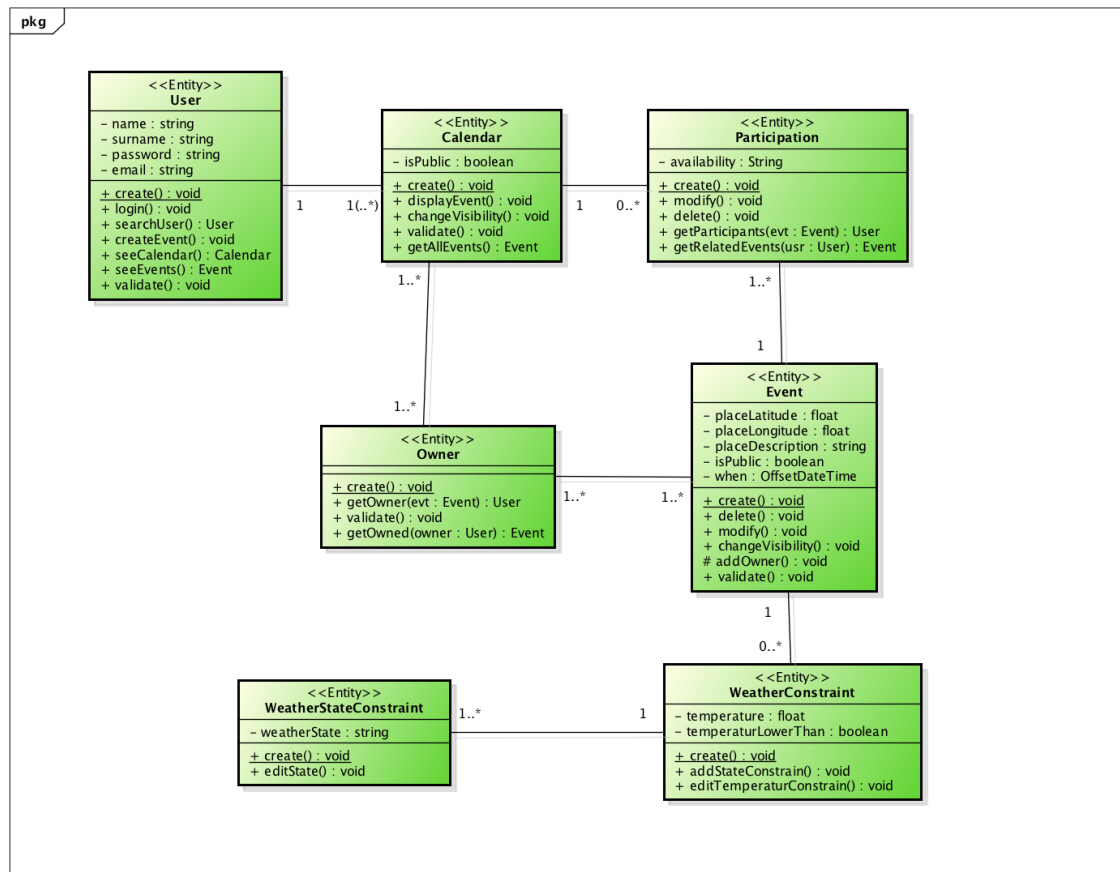 pkg
<<Entity>>
User
– name : string
– surname : string
– password : string
– email : string
+ create() : void
+ login() : void
+ searchUser() : User
+ createEvent() : void
+ seeCalendar() : Calendar
+ seeEvents() : Event
+ validate() : void
1
1(..*)
<<Entity>>
Calendar
– isPublic : boolean
+ create() : void
+ displayEvent() : void
+ changeVisibility() : void
+ validate() : void
+ getAllEvents() : Event
1
0..*
<<Entity>>
Participation
– availability : String
+ create() : void
+ modify() : void
+ delete() : void
+ getParticipants(evt : Event) : User
+ getRelatedEvents(usr : User) : Event
1..*
1..*
1..*
1
<<Entity>>
Owner
+ create() : void
+ getOwner(evt : Event) : User
+ validate() : void
+ getOwned(owner : User) : Event
1..*
1..*
<<Entity>>
Event
– placeLatitude : float
– placeLongitude : float
– placeDescription : string
– isPublic : boolean
– when : OffsetDateTime
+ create() : void
+ delete() : void
+ modify() : void
+ changeVisibility() : void
# addOwner() : void
+ validate() : void
1
0..*
<<Entity>>
WeatherStateConstraint
– weatherState : string
+ create() : void
+ editState() : void
1..*
1
<<Entity>>
WeatherConstraint
– temperature : float
– temperaturLowerThan : boolean
+ create() : void
+ addStateConstrain() : void
+ editTemperaturConstrain() : void